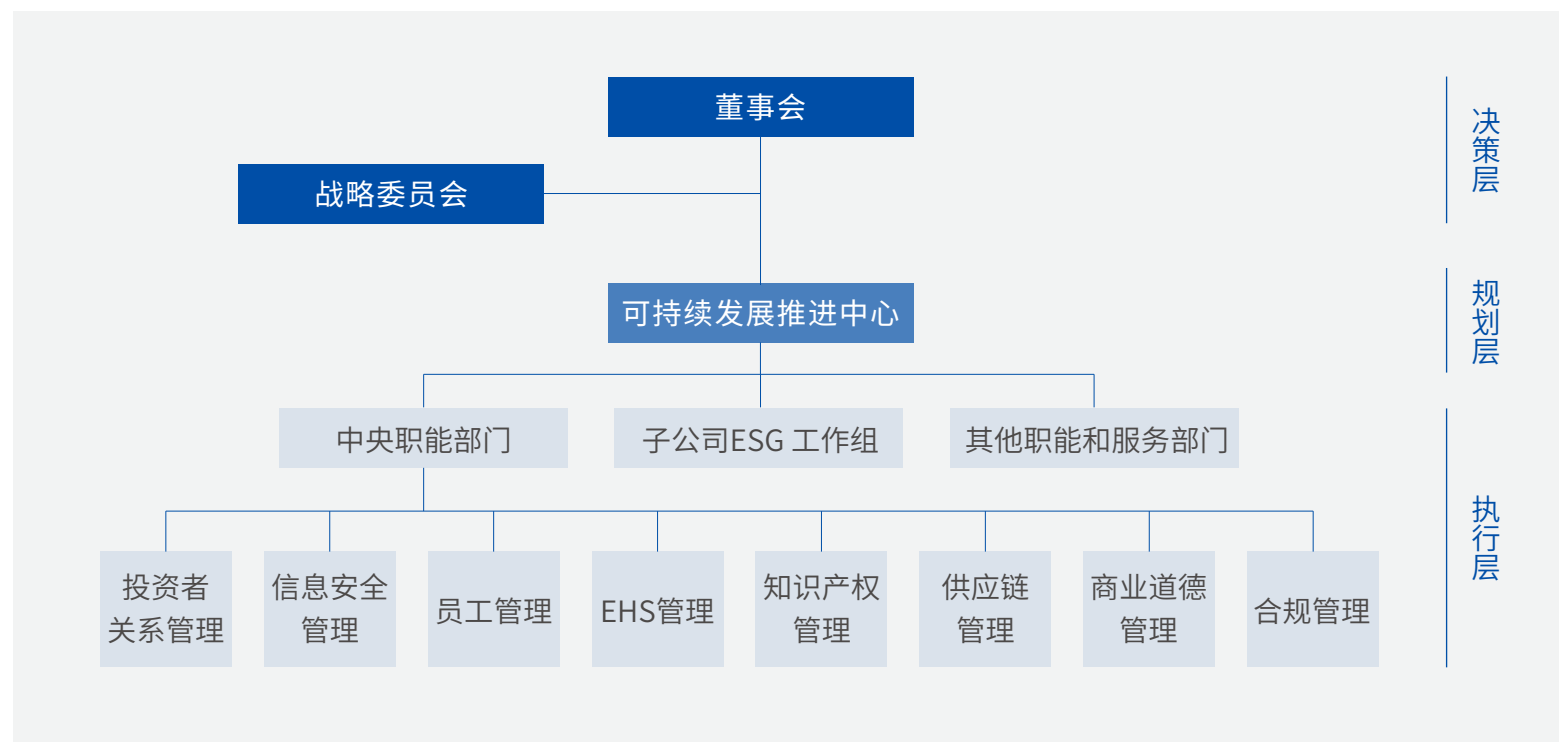 董事会
决策层
战略委员会
可持续发展推进中心
规划层
中央职能部门
子公司ESG 工作组
其他职能和服务部门
执行层
投资者
关系管理
信息安全
管理
员工管理
EHS管理
知识产权
管理
供应链
管理
商业道德
管理
合规管理